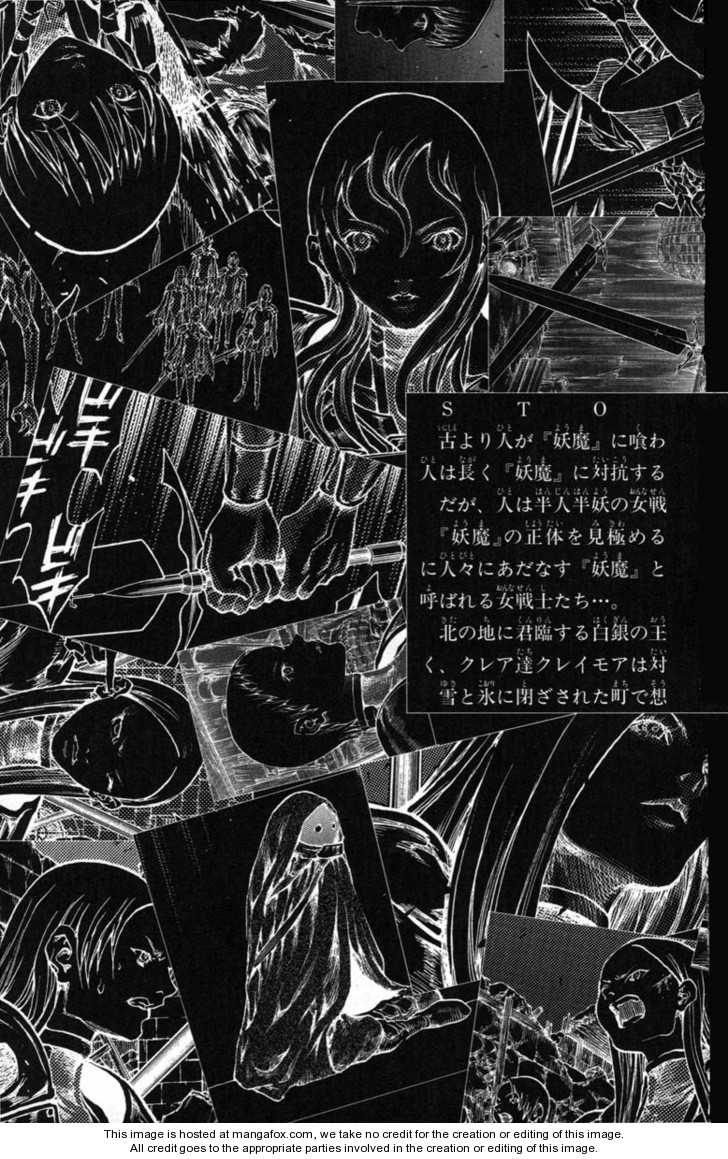 S T O
古より人が『妖魔』に喰わ
人は長く『妖魔』に対抗する
だが、人は半人半妖の女戦
『妖魔』の正体を見極める
に人々にあだなす『妖魔』と
呼ばれる女戦士たち…。
北の地に君臨する白銀の王
く、クレア達クレイモアは対
雪と氷に閉ざされた町で想
ギギギ
This image is hosted at mangafox.com, we take no credit for the creation or editing of this image.
All credit goes to the appropriate parties involved in the creation or editing of this image.